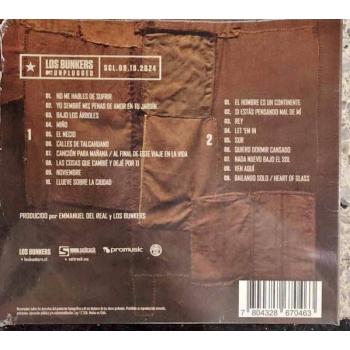 LOS BUNKERS
MTV UNPLUGGED
SCL.09.10.2024
1
01. NO ME HABLES DE SUFRIR
02. YO SEMBRÉ MIS PENAS DE AMOR EN TU JARDÍN
03. BAJO LOS ÁRBOLES
04. MIÑO
05. EL NECIO
06. CALLES DE TALCAHUANO
07. CANCIÓN PARA MAÑANA / AL FINAL DE ESTE VIAJE EN LA VIDA
08. LAS COSAS QUE CAMBIÉ Y DEJÉ POR TI
09. NOVIEMBRE
10. LLUEVE SOBRE LA CIUDAD
2
01. EL HOMBRE ES UN CONTINENTE
02. SI ESTÁS PENSANDO MAL DE MÍ
03. REY
04. LET 'EM IN
05. SUR
06. QUIERO DORMIR CANSADO
07. NADA NUEVO BAJO EL SOL
08. VEN AQUÍ
09. BAILANDO SOLO / HEART OF GLASS
PRODUCIDO por EMMANUEL DEL REAL y LOS BUNKERS
LOS BUNKERS
losbunkers.cl
promusic
7 804328 670463